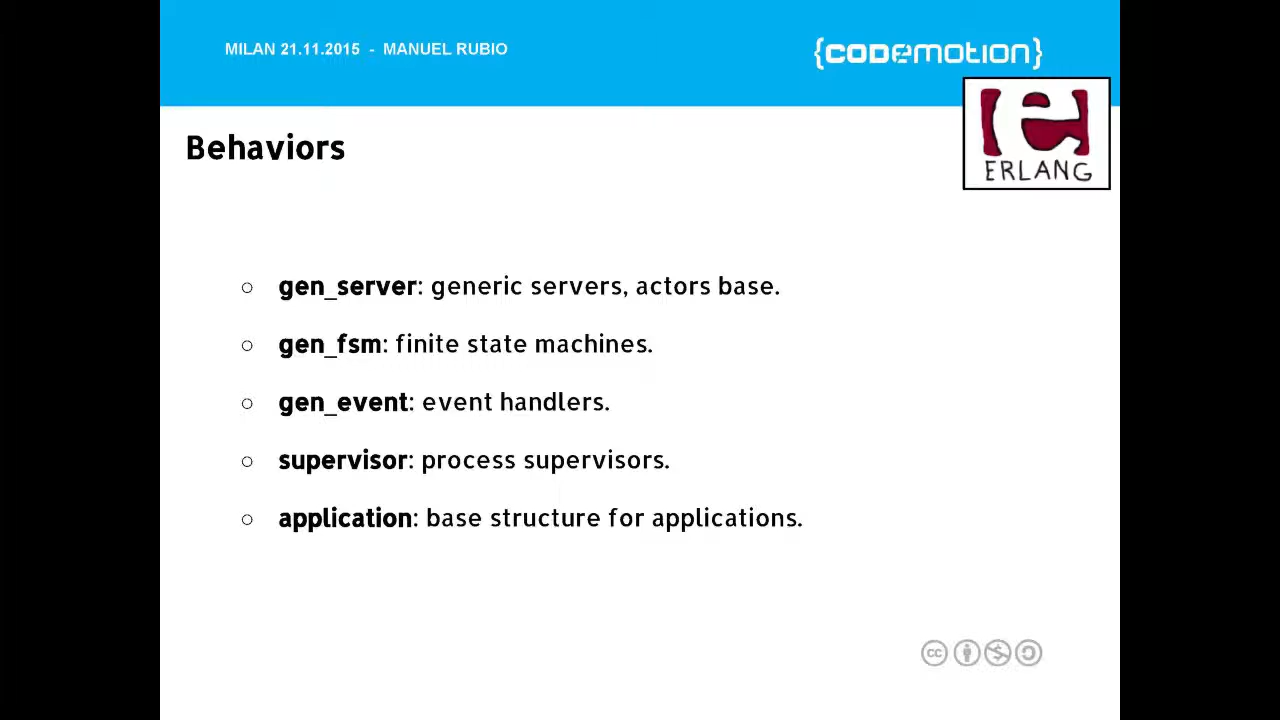 MILAN 21.11.2015 - MANUEL RUBIO
{CODEMOTION}
ERLANG
Behaviors
gen_server: generic servers, actors base.
gen_fsm: finite state machines.
gen_event: event handlers.
supervisor: process supervisors.
application: base structure for applications.
cc